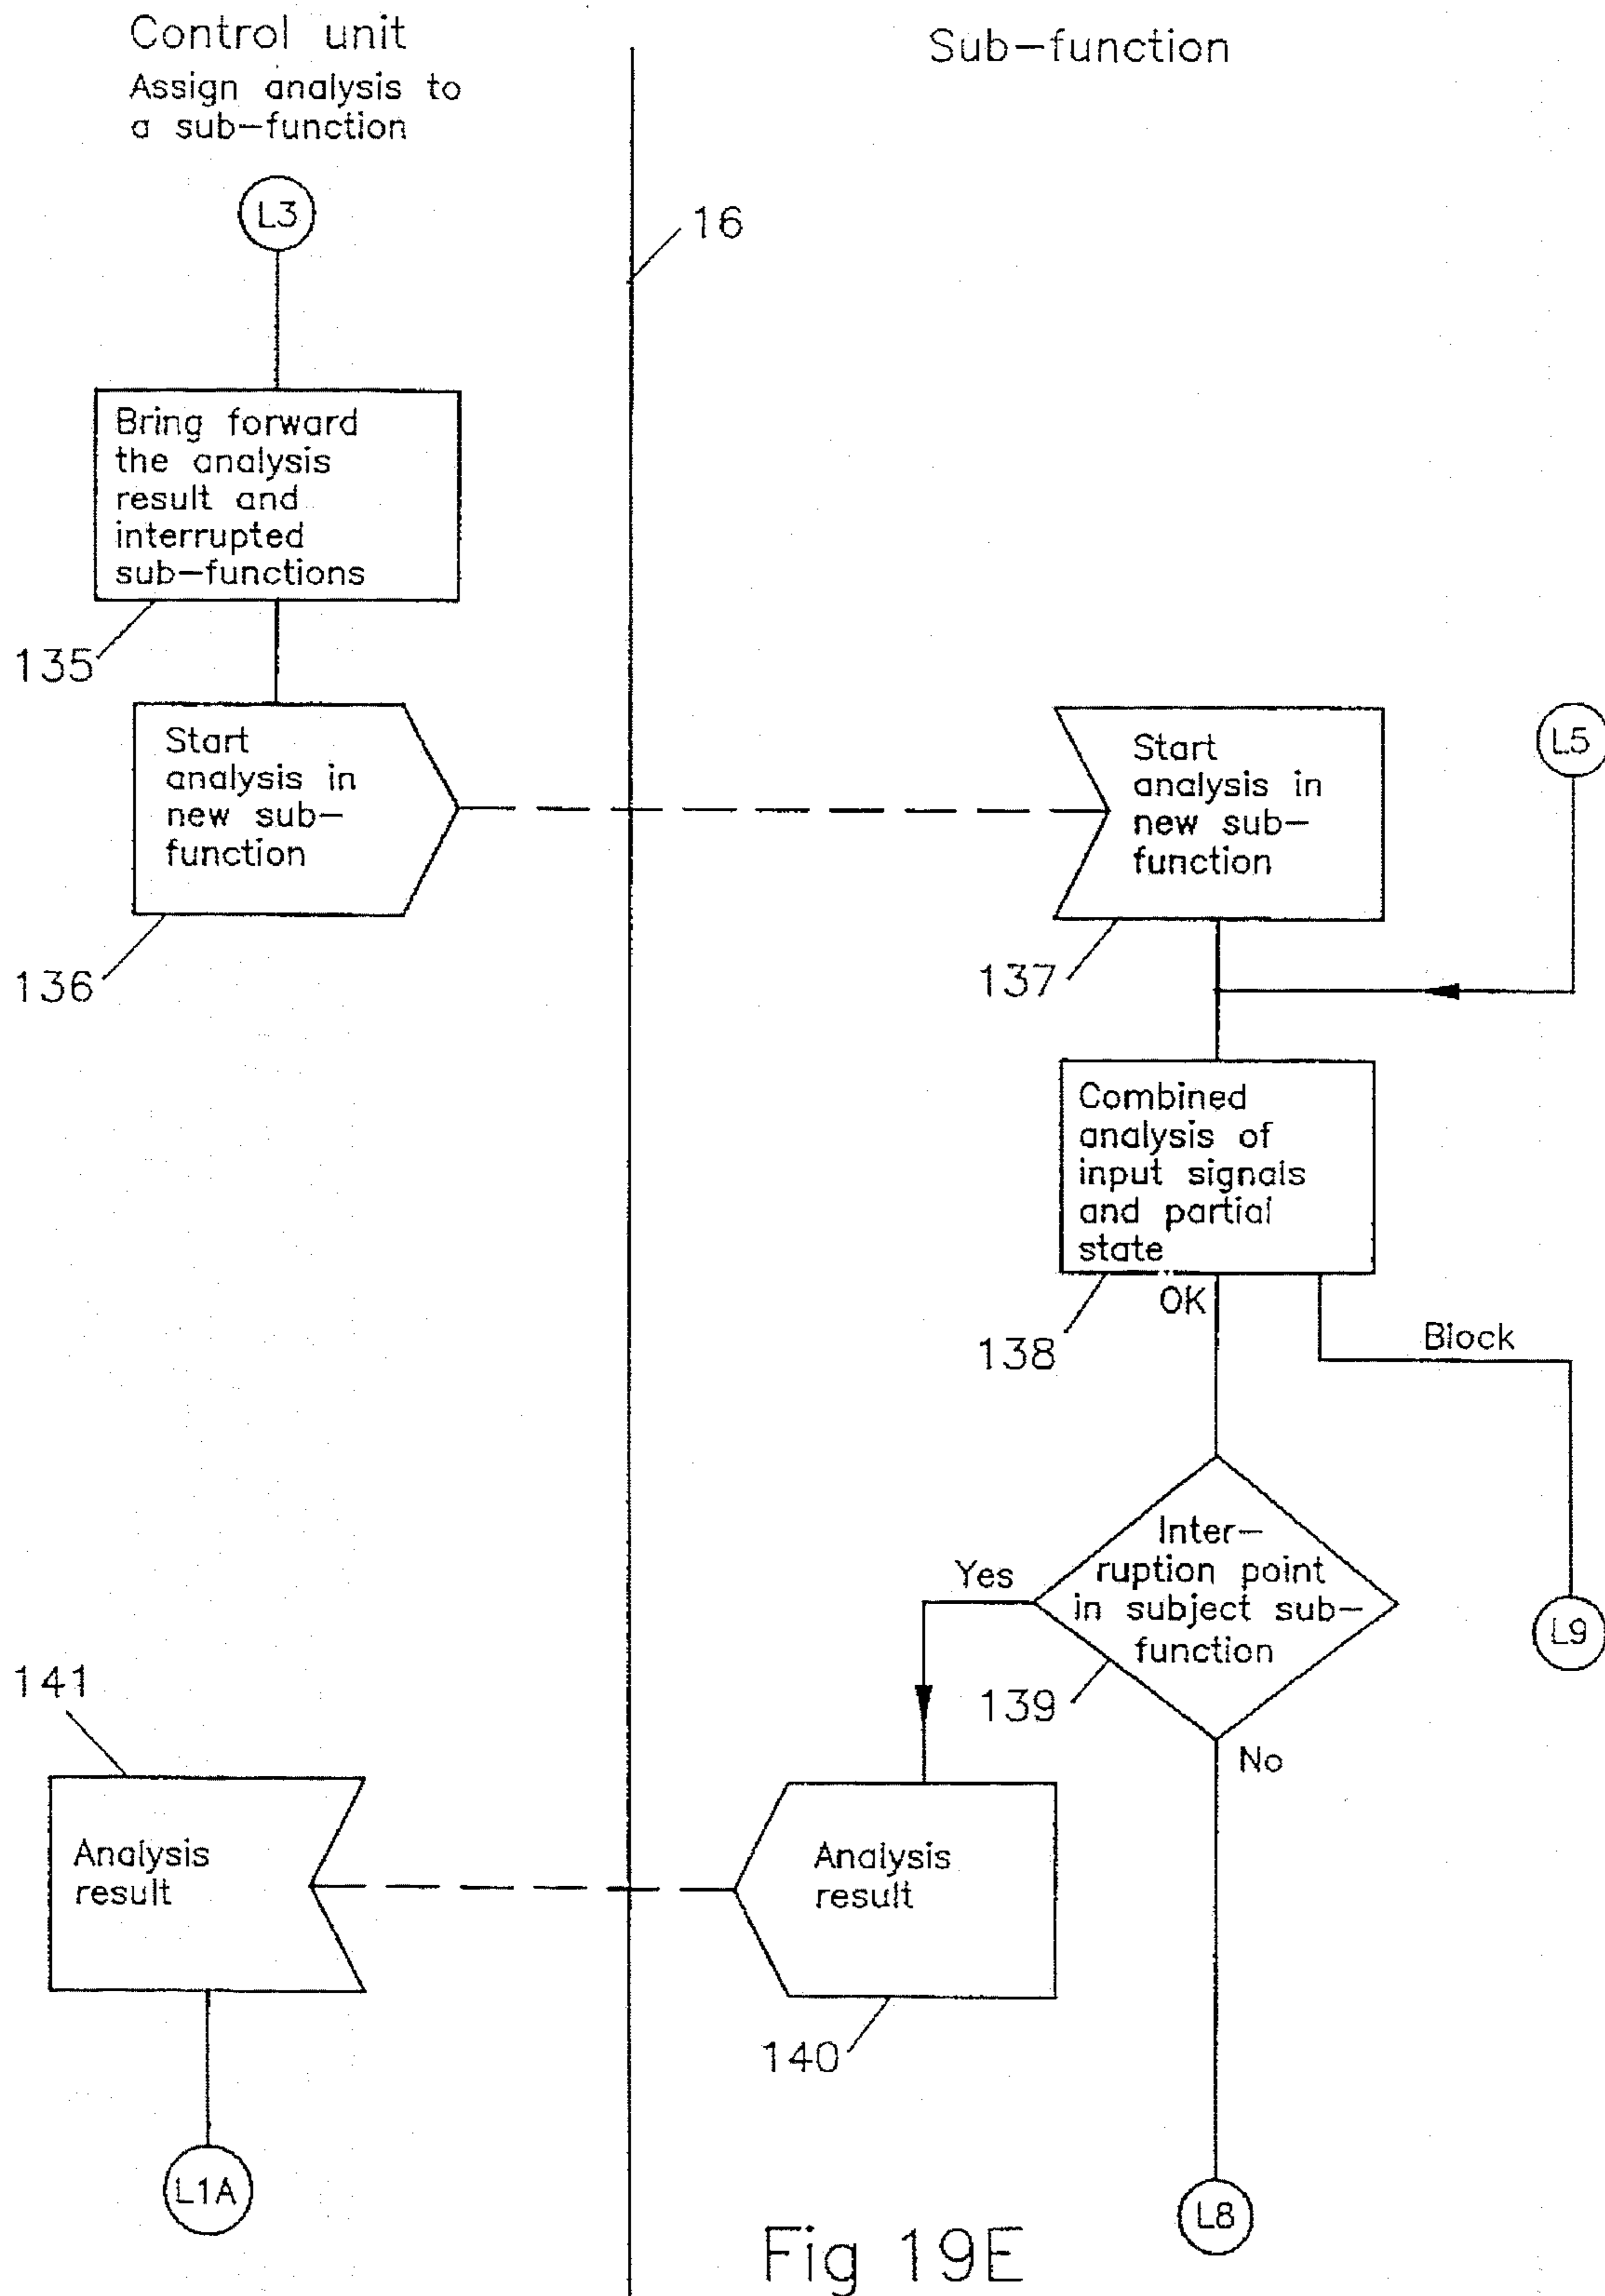 Control unit
Assign analysis to
a sub-function
Sub-function
L3
16
Bring forward
the analysis
result and
interrupted
sub-functions
135
Start
analysis in
new sub-
function
136
Start
analysis in
new sub-
function
137
L5
Combined
analysis of
input signals
and partial
state
138
OK
Block
Inter-
ruption point
in subject sub-
function
Yes
139
No
L9
141
Analysis
result
Analysis
result
140
L1A
L8
Fig 19E